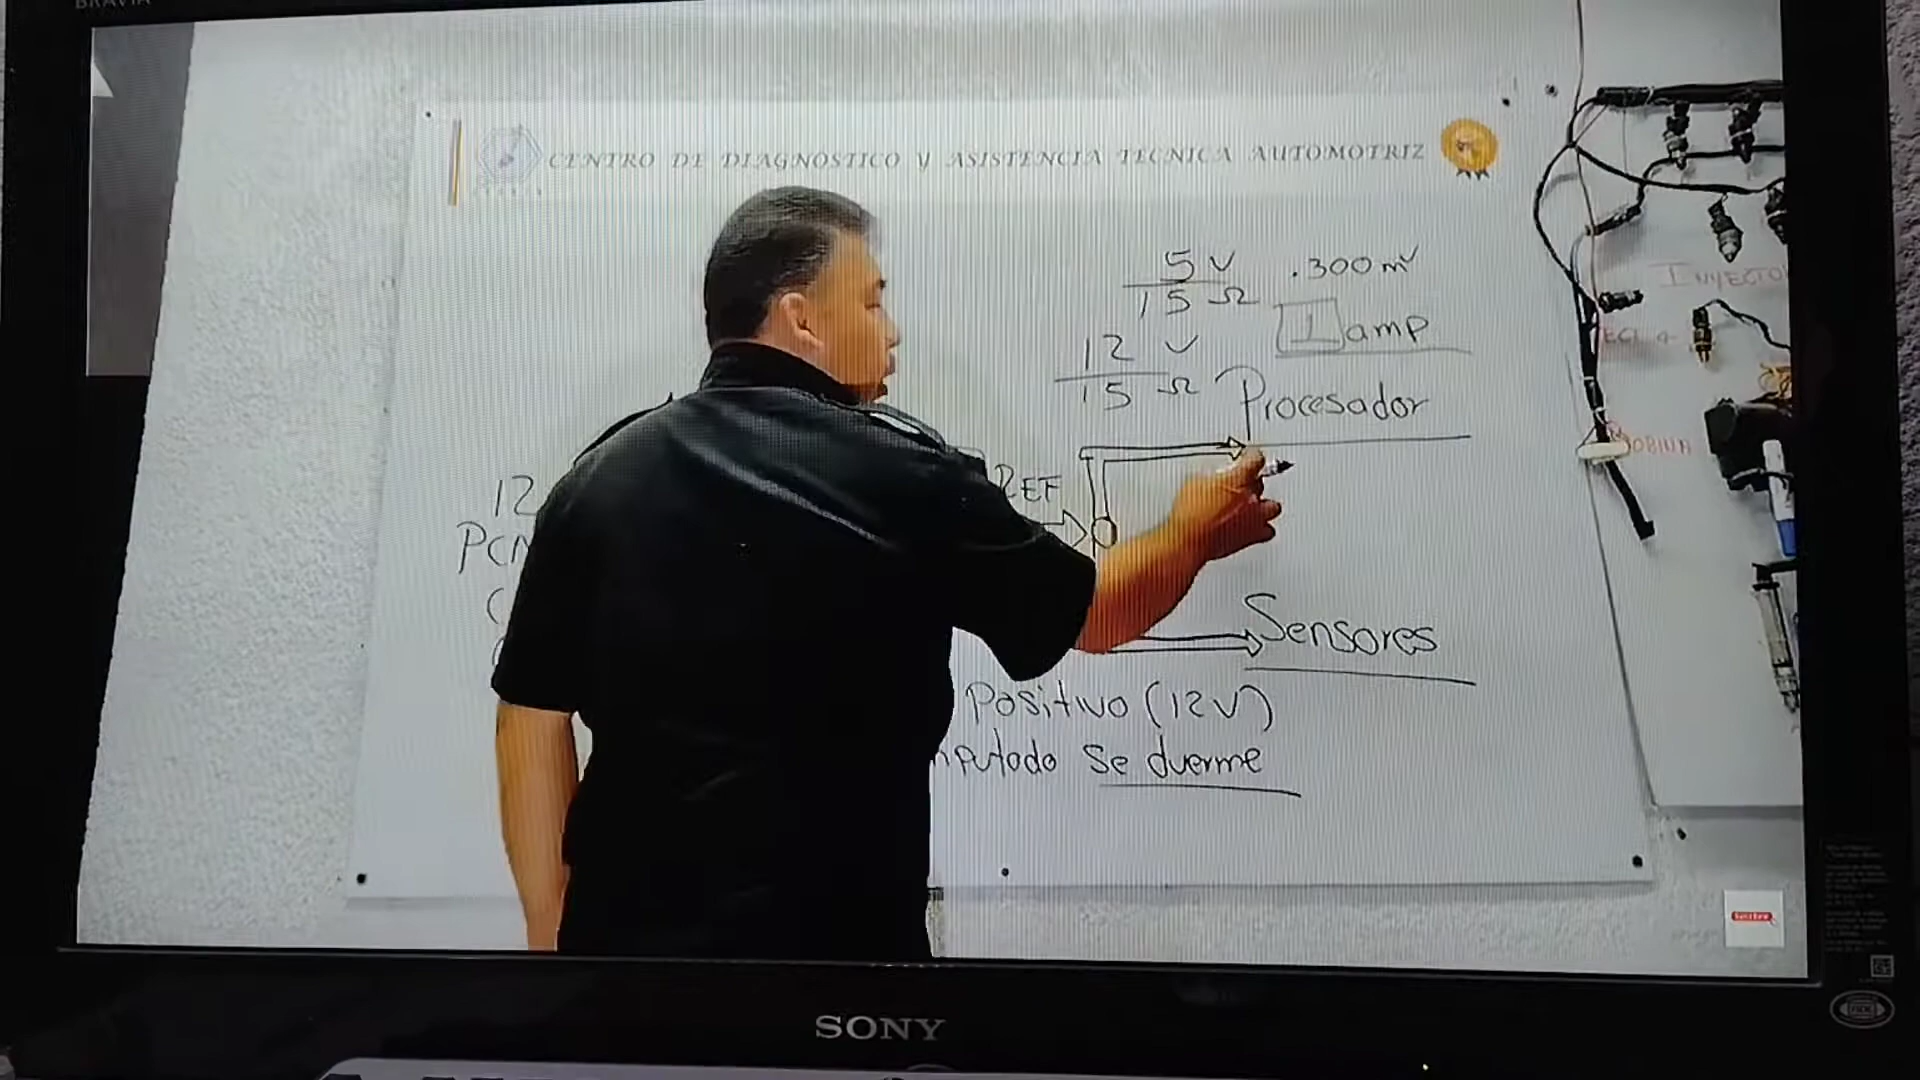 BRAVIA
CENTRO DE DIAGNOSTICO Y ASISTENCIA TECNICA AUTOMOTRIZ
5 V .300 mV
15 Ω 1 amp
12 V
15 Ω Procesador
12 REF
PCM
Sensores
Positivo (12V)
se duerme
INYECTO
BOBINA
SONY